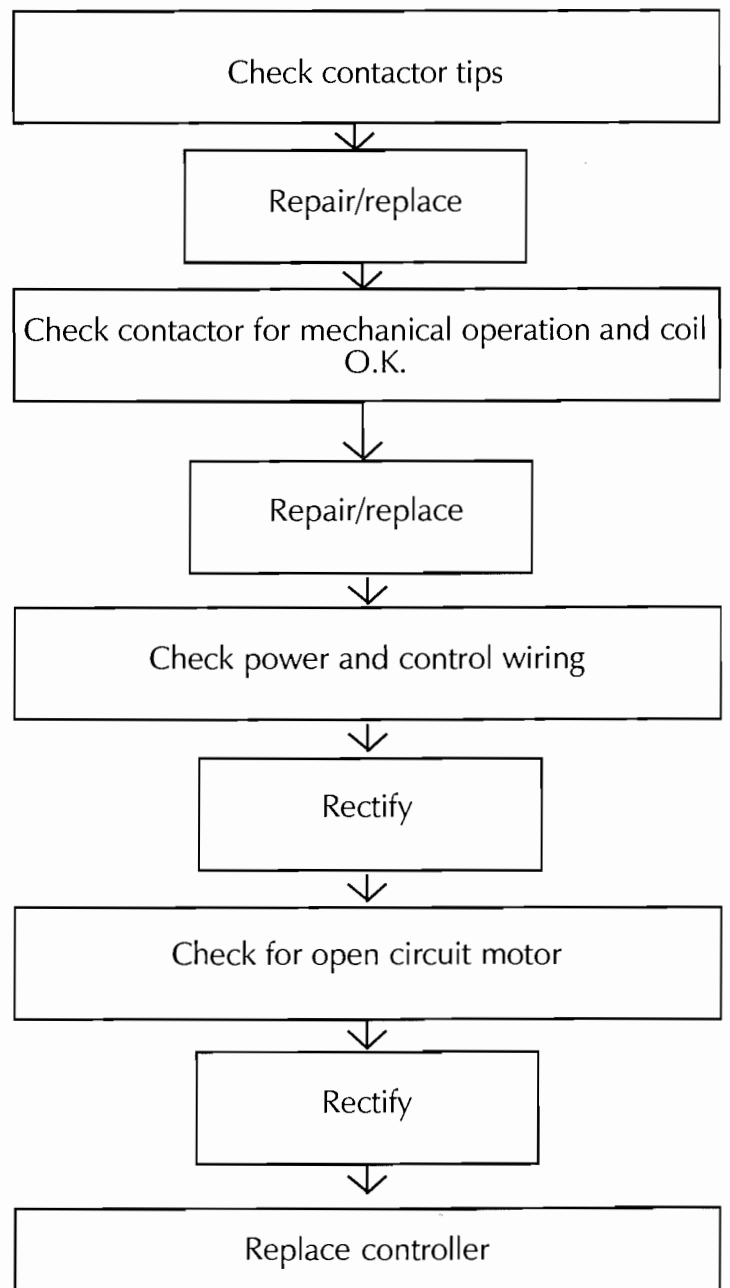 Check contactor tips
Repair/replace
Check contactor for mechanical operation and coil
O.K.
Repair/replace
Check power and control wiring
Rectify
Check for open circuit motor
Rectify
Replace controller